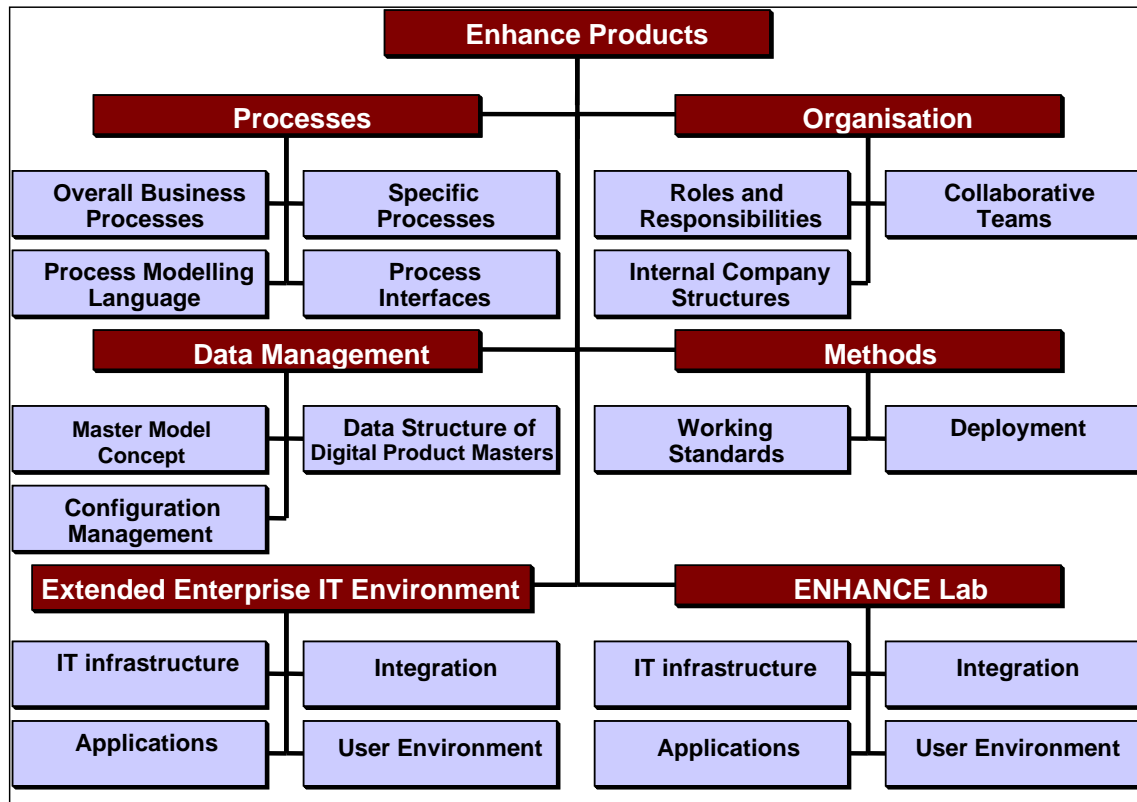 Enhance Products
Processes
Organisation
Overall Business
Processes
Specific
Processes
Roles and
Responsibilities
Collaborative
Teams
Process Modelling
Language
Process
Interfaces
Internal Company
Structures
Data Management
Methods
Master Model
Concept
Data Structure of
Digital Product Masters
Working
Standards
Deployment
Configuration
Management
Extended Enterprise IT Environment
ENHANCE Lab
IT infrastructure
Integration
IT infrastructure
Integration
Applications
User Environment
Applications
User Environment